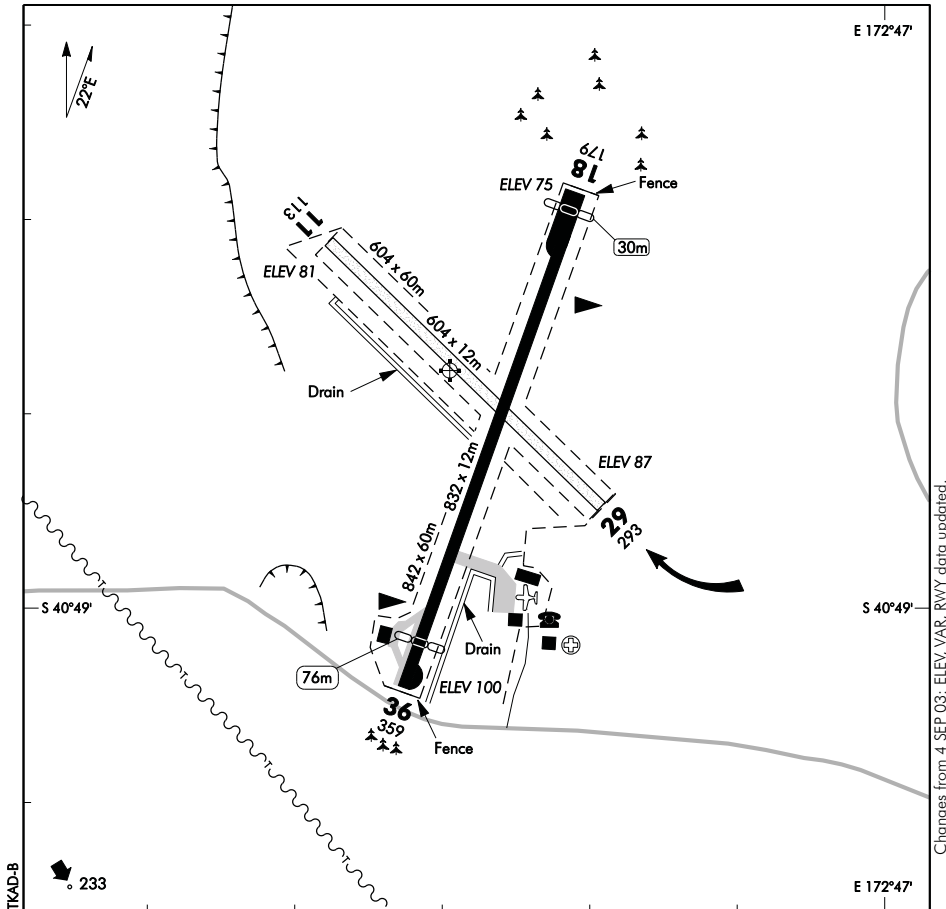 E 172°47'
22°E
179
18
ELEV 75
Fence
30m
113
11
604 x 60m
ELEV 81
604 x 12m
Drain
832 x 12m
ELEV 87
29
293
842 x 60m
S 40°49'
S 40°49'
Drain
76m
ELEV 100
36
359
Fence
T
T
T
T
233
E 172°47'
TKAD-B
Changes from 4 SEP 03: ELEV, VAR, RWY data updated.